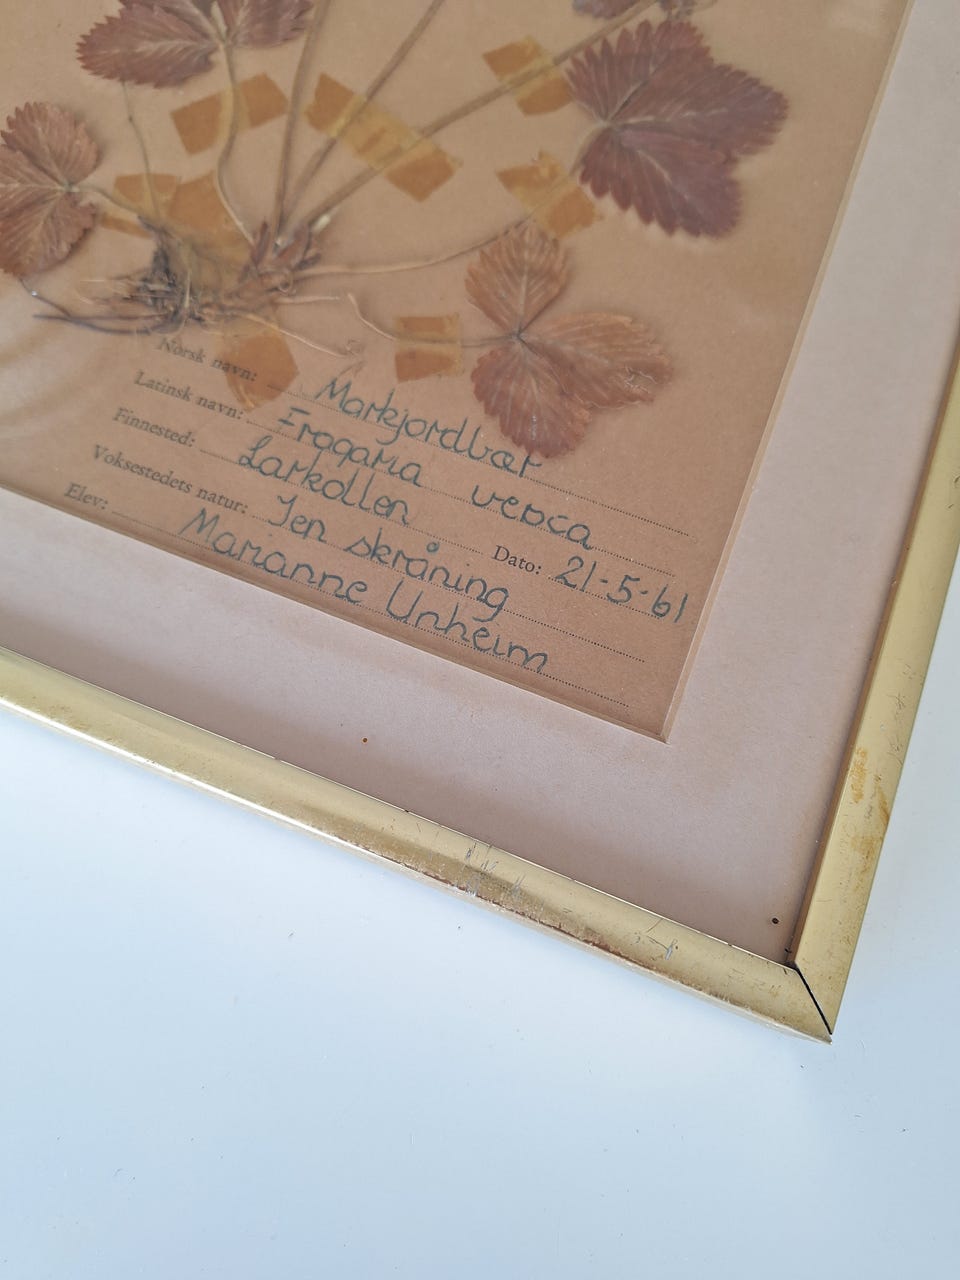 Norsk navn: Markjordbær
Latinsk navn: Fragaria vesca
Finnested: Larkollen Dato: 21-5-61
Voksestedets natur: I en skråning
Elev: Marianne Unheim